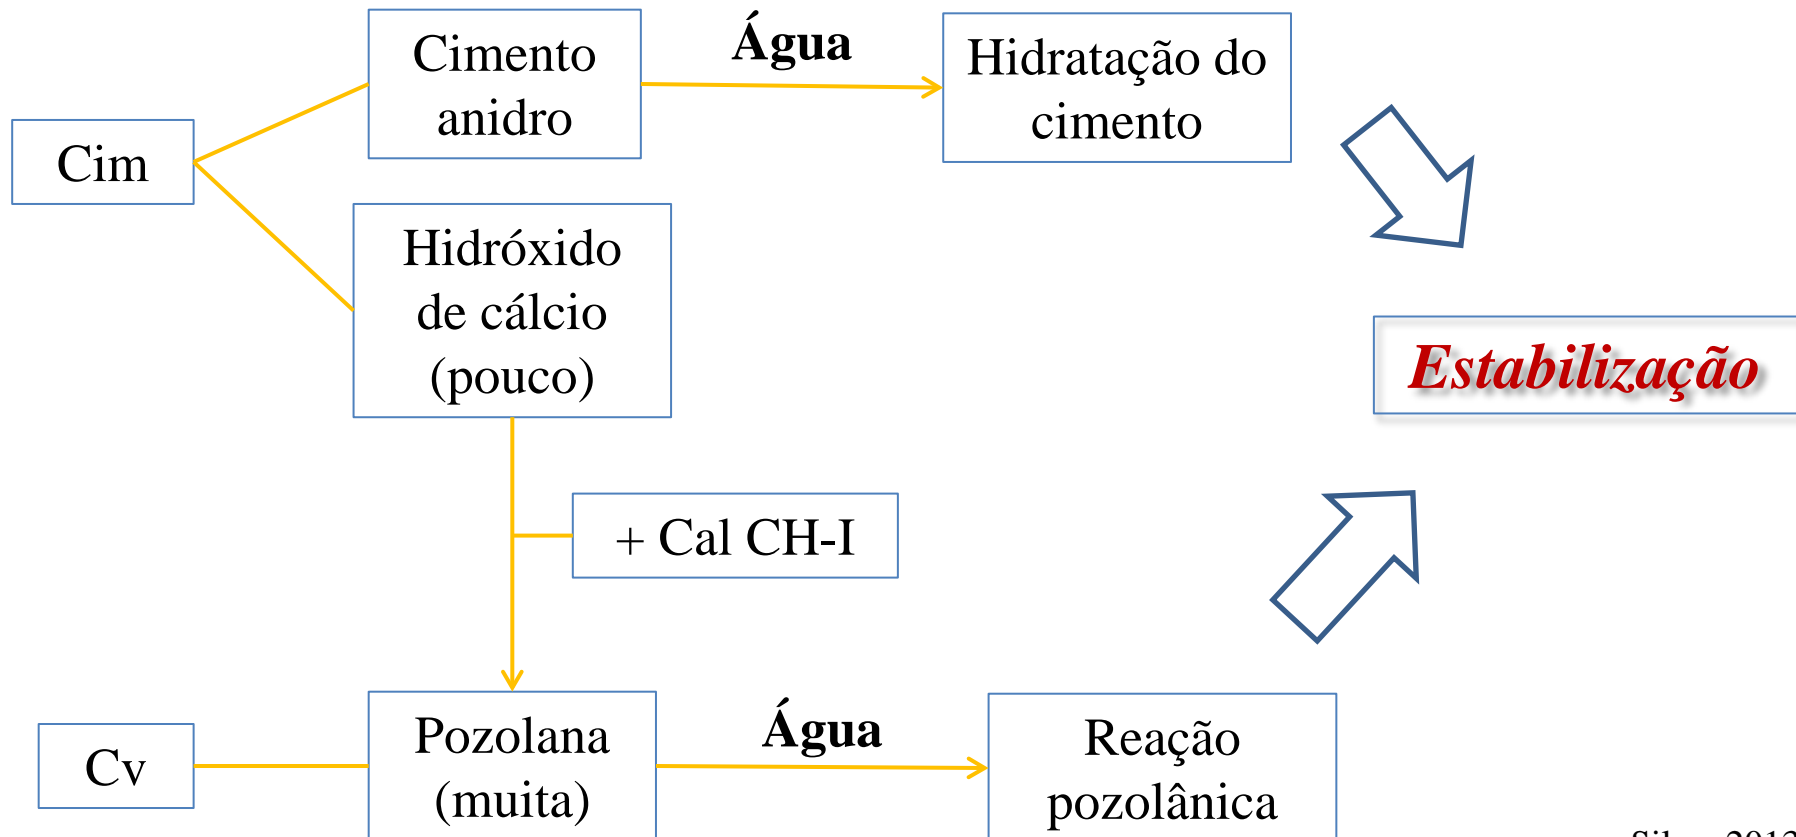 Cimento
anidro
Água
Hidratação do
cimento
Cim
Hidróxido
de cálcio
(pouco)
Estabilização
+ Cal CH-I
Cv
Pozolana
(muita)
Água
Reação
pozolânica